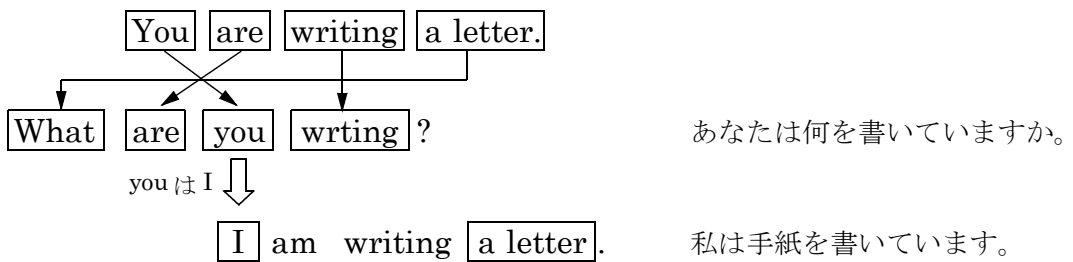 You are writing a letter.
What are you wrting ? あなたは何を書いていますか。
you は I
I am writing a letter. 私は手紙を書いています。